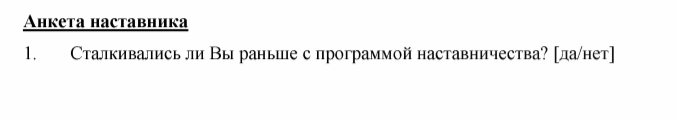 Анкета наставника
1. Сталкивались ли Вы раньше с программой наставничества? [да/нет]